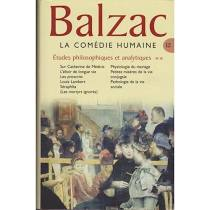 Balzac
LA COMÉDIE HUMAINE
Études philosophiques et analytiques **
Sur Catherine de Médicis
L'élixir de longue vie
Les proscrits
Louis Lambert
Séraphîta
(Les martyrs ignorés)
Physiologie du mariage
Petites misères de la vie
conjugale
Pathologie de la vie
sociale